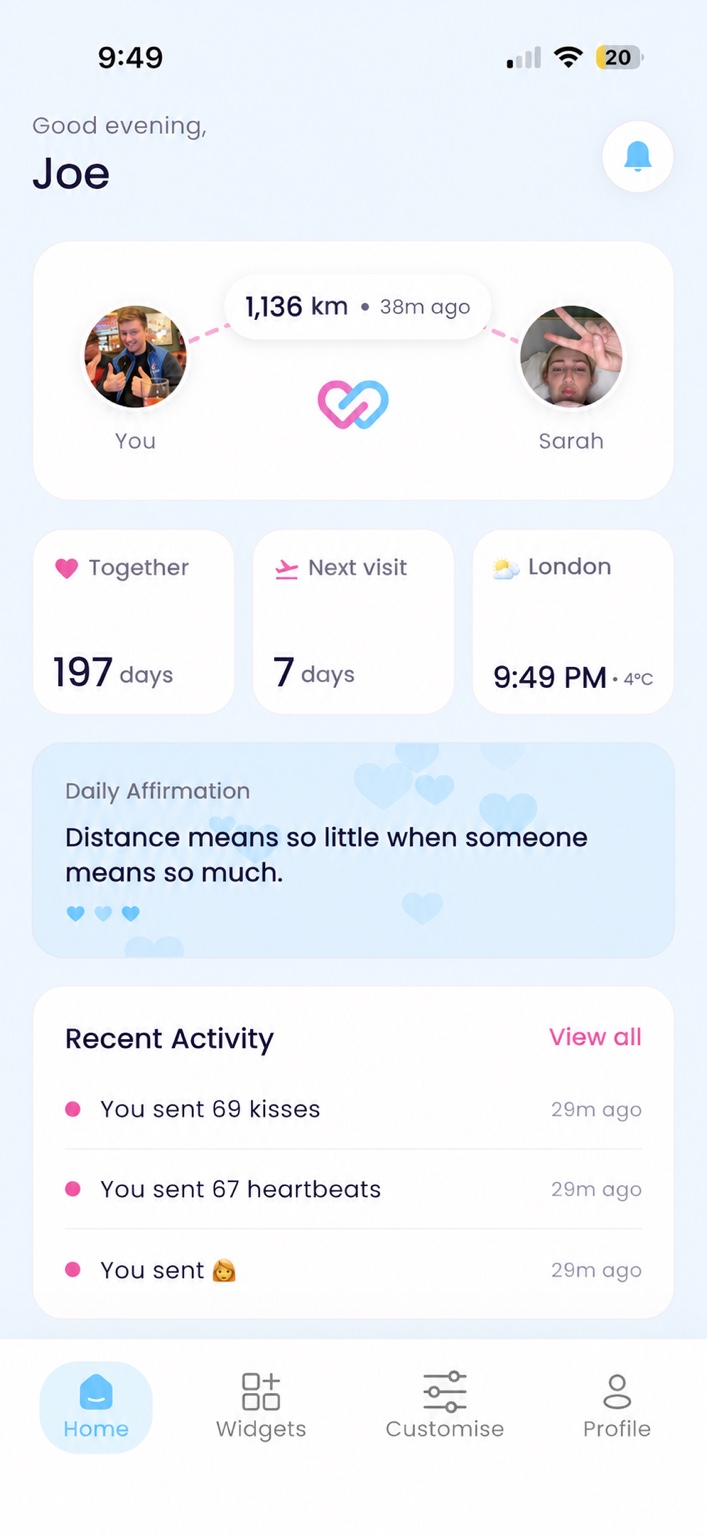 9:49
20
Good evening,
Joe
1,136 km • 38m ago
You
Sarah
Together
Next visit
London
197 days
7 days
9:49 PM • 4°C
Daily Affirmation
Distance means so little when someone
means so much.
Recent Activity
View all
You sent 69 kisses
29m ago
You sent 67 heartbeats
29m ago
You sent 👩‍🦰
29m ago
Home
Widgets
Customise
Profile